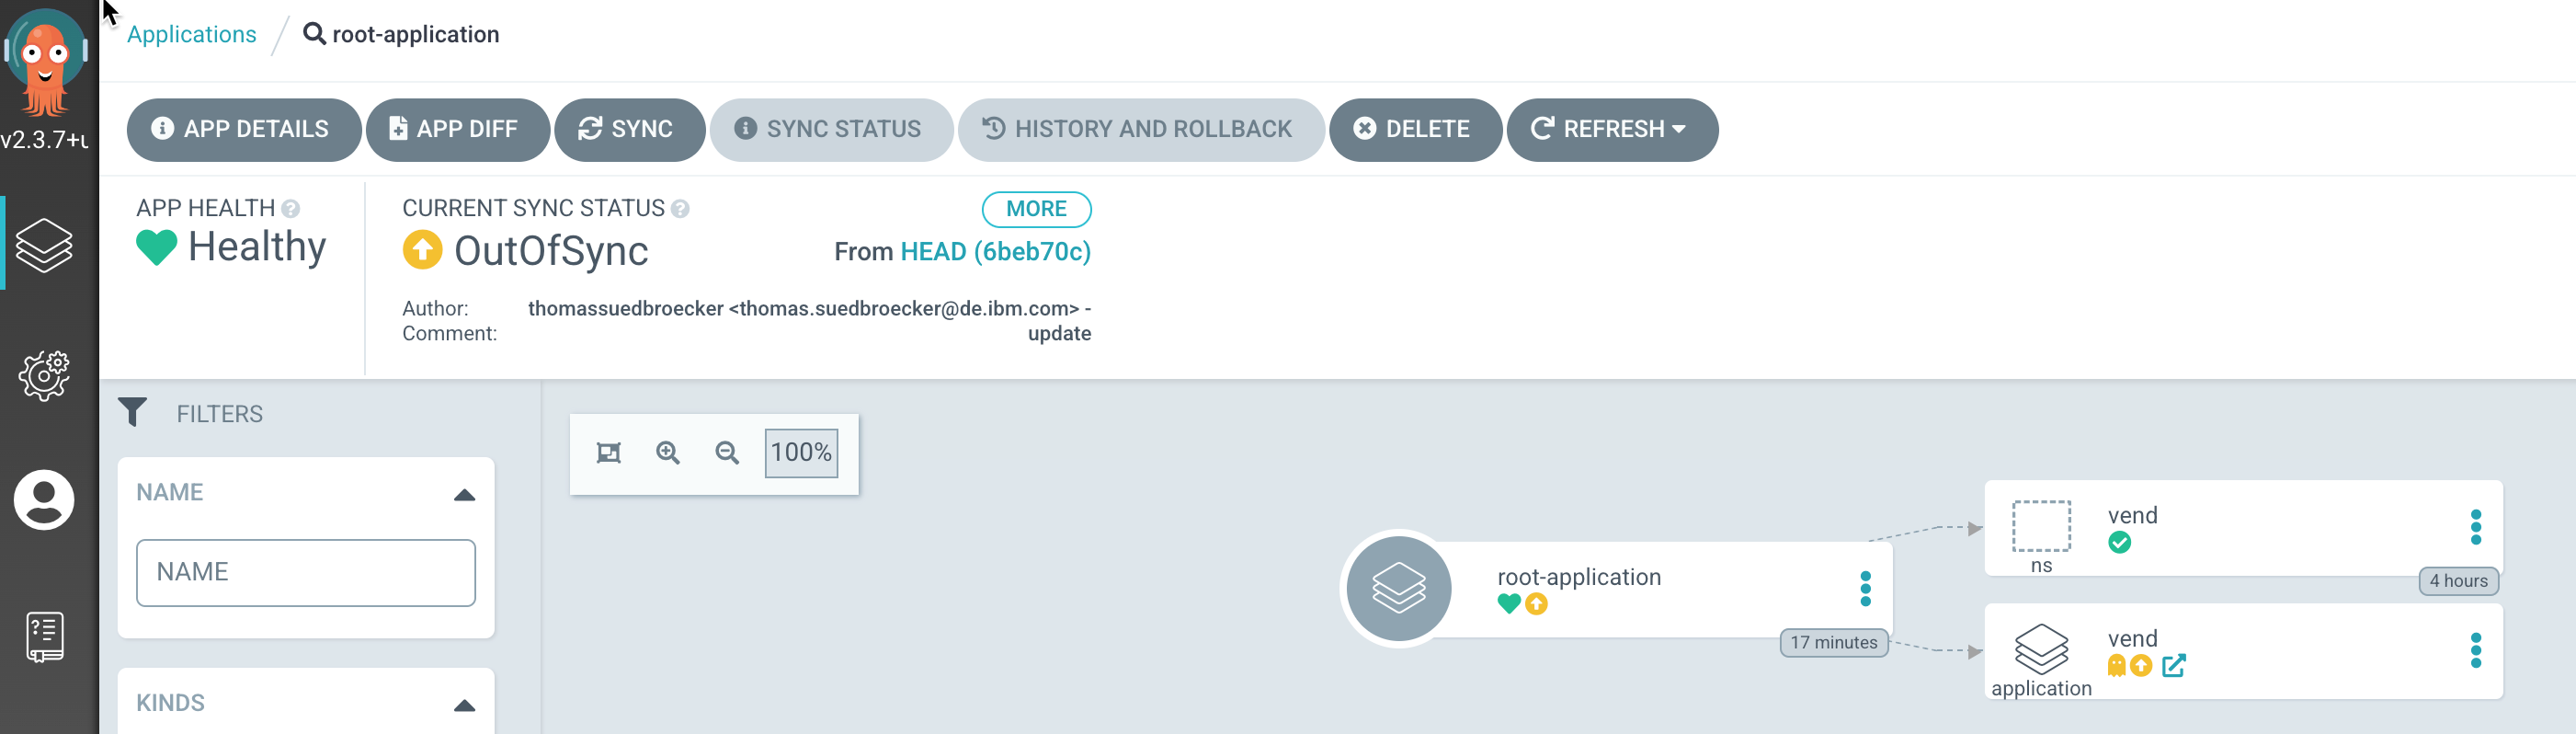 Applications / root-application
v2.3.7+
APP DETAILS
APP DIFF
SYNC
SYNC STATUS
HISTORY AND ROLLBACK
DELETE
REFRESH
APP HEALTH
Healthy
CURRENT SYNC STATUS
MORE
OutOfSync
From HEAD (6beb70c)
Author: thomassuedbroecker <thomas.suedbroecker@de.ibm.com> -
Comment: update
FILTERS
NAME
NAME
KINDS
100%
root-application
17 minutes
vend
ns
4 hours
vend
application